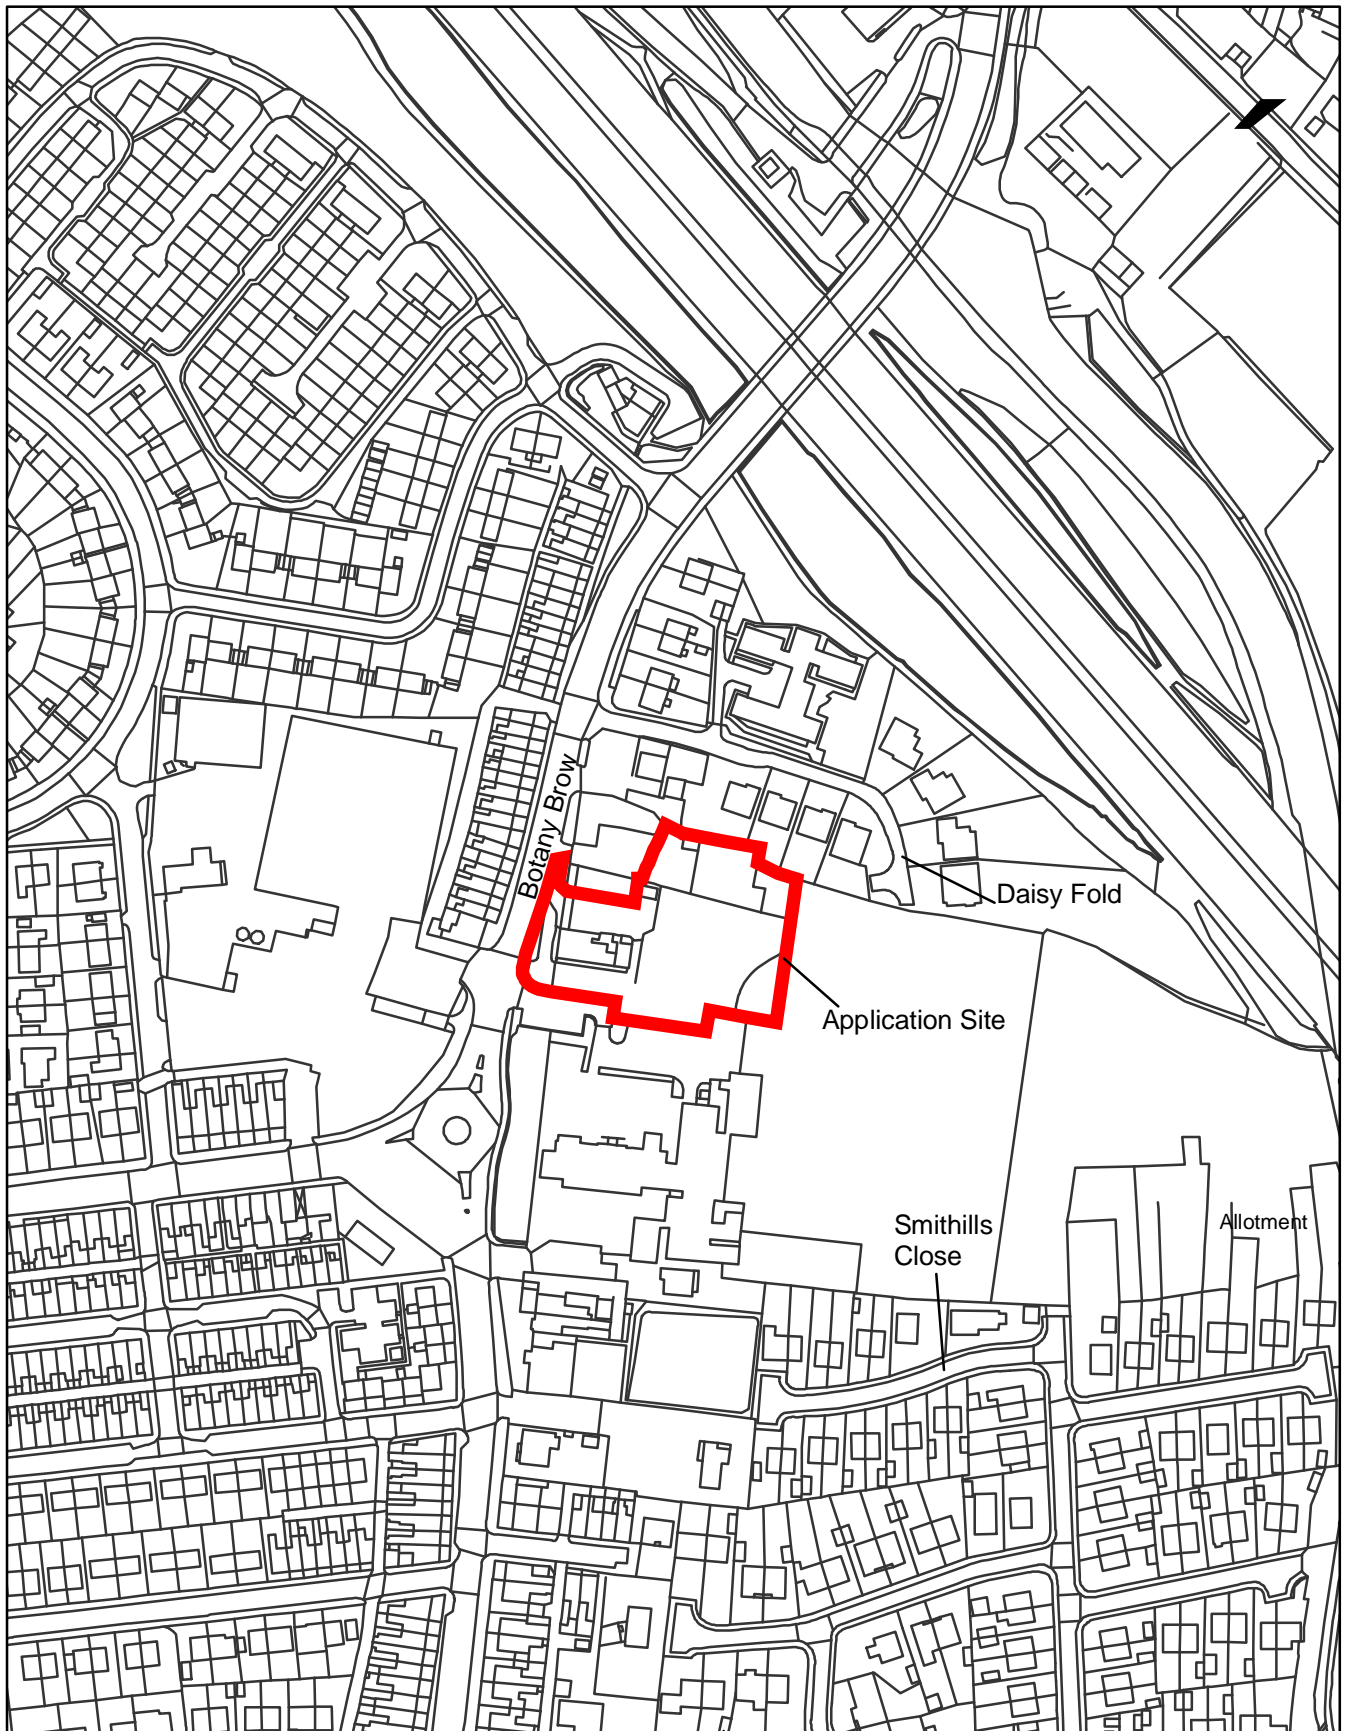 Botany Brow
Daisy Fold
Application Site
Smithills
Close
Allotment